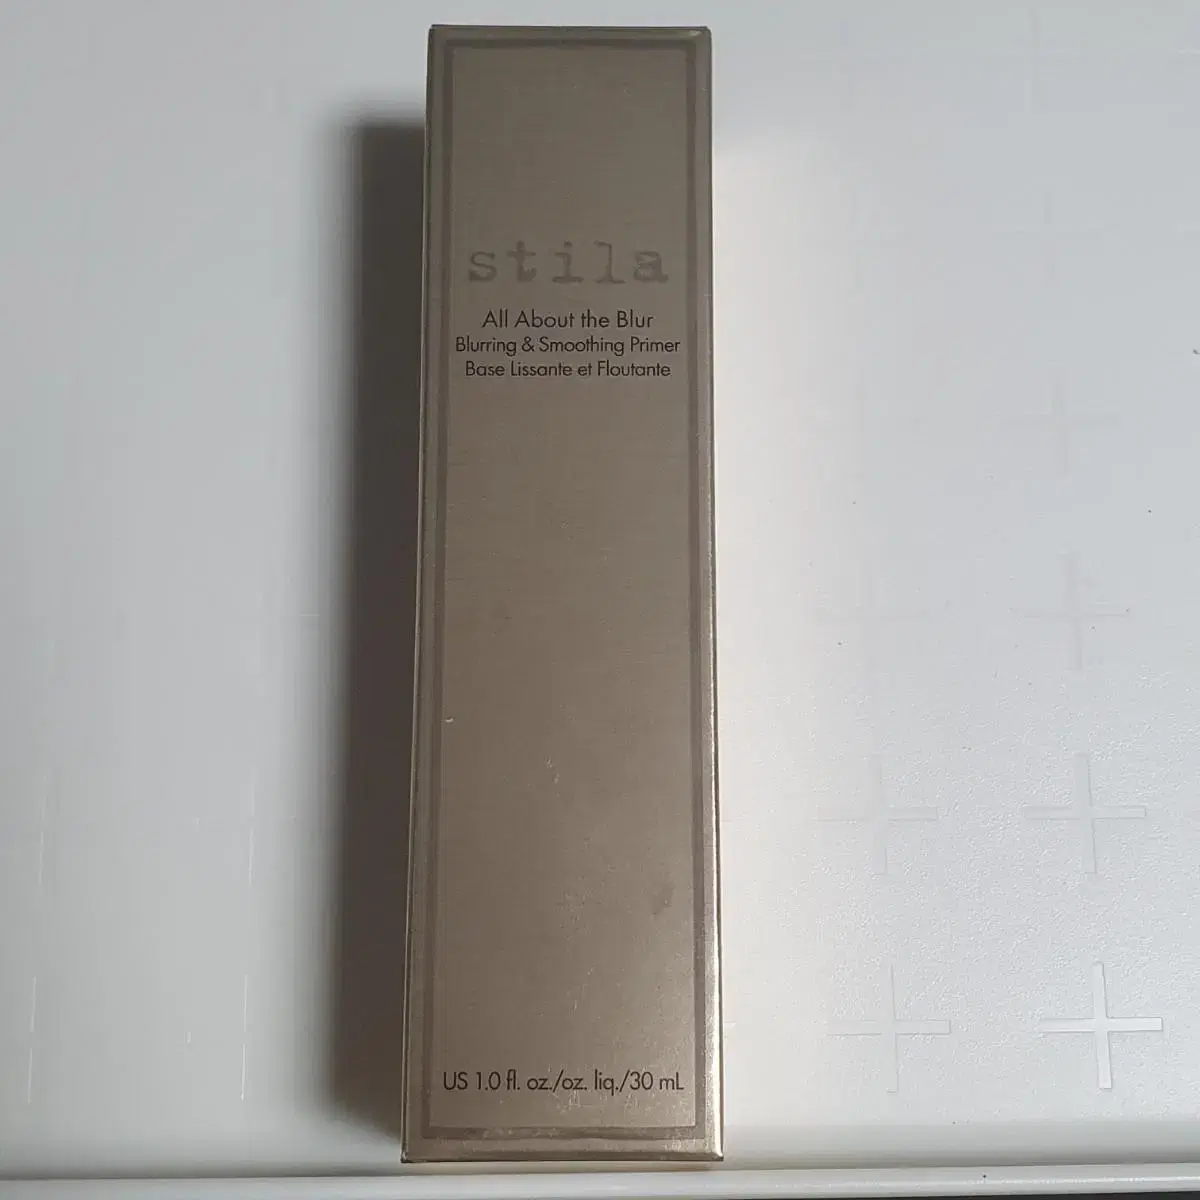 stila
All About the Blur
Blurring & Smoothing Primer
Base Lissante et Floutante
US 1.0 fl. oz./oz. liq./30 mL